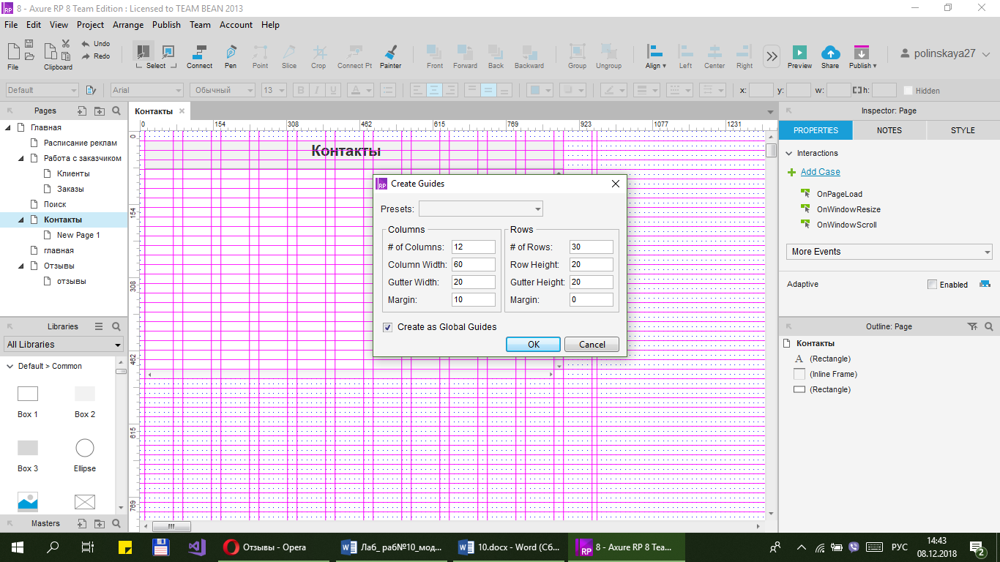 8 - Axure RP 8 Team Edition : Licensed to TEAM BEAN 2013
File Edit View Project Arrange Publish Team Account Help
Undo
Redo
File Clipboard Select Connect Pen Point Slice Crop Connect Pt Painter Front Forward Back Backward Group Ungroup Align Left Center Right Preview Share Publish polinskaya27
Default Arial Обычный 13 B I U A x: y: w: h: Hidden
Pages
Главная
Расписание реклам
Работа с заказчиком
Клиенты
Заказы
Поиск
Контакты
New Page 1
главная
Отзывы
отзывы
Libraries
All Libraries
Default > Common
Box 1 Box 2
Box 3 Ellipse
Masters
Контакты
0 154 308 462 615 769 923 1077 1231
0
154
308
462
615
769
Контакты
Create Guides
Presets:
Columns
# of Columns: 12
Column Width: 60
Gutter Width: 20
Margin: 10
Rows
# of Rows: 30
Row Height: 20
Gutter Height: 20
Margin: 0
Create as Global Guides
OK Cancel
Inspector: Page
PROPERTIES NOTES STYLE
Interactions
Add Case
OnPageLoad
OnWindowResize
OnWindowScroll
More Events
Adaptive Enabled
Outline: Page
Контакты
A (Rectangle)
(Inline Frame)
(Rectangle)
Отзывы - Opera
Лаб_ раб№10_мод...
10.docx - Word (Сб...
RP 8 - Axure RP 8 Tea...
РУС
14:43
08.12.2018
2